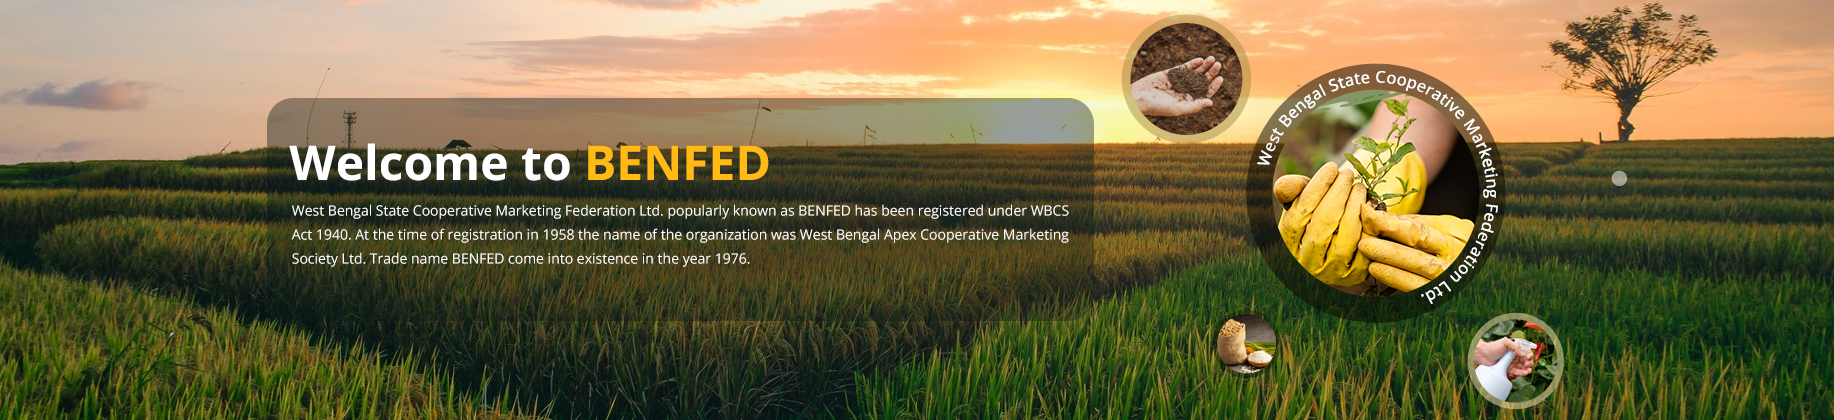 Welcome to BENFED
West Bengal State Cooperative Marketing Federation Ltd. popularly known as BENFED has been registered under WBCS
Act 1940. At the time of registration in 1958 the name of the organization was West Bengal Apex Cooperative Marketing
Society Ltd. Trade name BENFED come into existence in the year 1976.
West Bengal State Cooperative Marketing Federation Ltd.